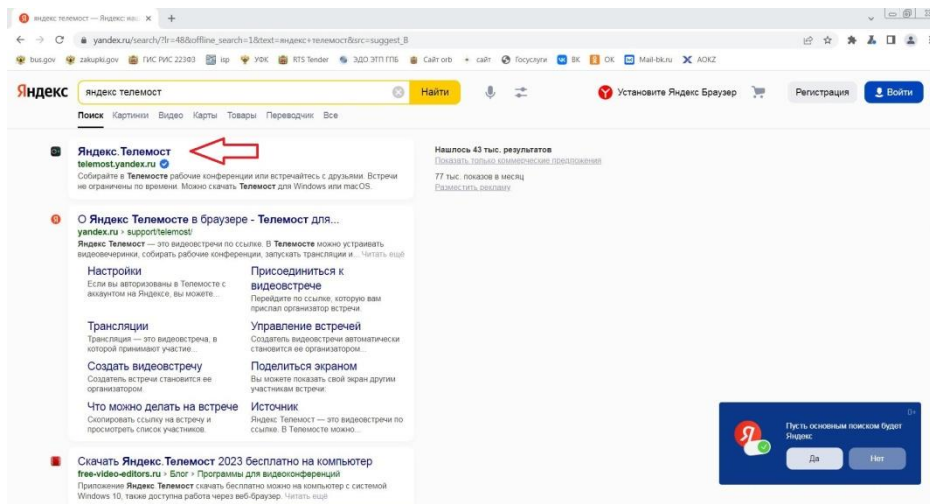 яндекс телемост — Яндекс: наш
yandex.ru/search/?lr=48&offline_search=1&text=яндекс+телемост&src=suggest_B
bus.gov zakupki.gov ГИС РИС 22303 isp УФК RTS Tender ЭДО ЭТП ГПБ Сайт orb сайт Госуслуги ВК ОК Mail-bk.ru АОКZ
Яндекс яндекс телемост Найти Установите Яндекс Браузер Регистрация Войти
Поиск Картинки Видео Карты Товары Переводчик Все
Яндекс.Телемост
telemost.yandex.ru
Собирайте в Телемосте рабочие конференции или встречайтесь с друзьями. Встречи
не ограничены по времени. Можно скачать Телемост для Windows или macOS.
Нашлось 43 тыс. результатов
Показать только коммерческие предложения
77 тыс. показов в месяц
Разместить рекламу
О Яндекс Телемосте в браузере - Телемост для...
yandex.ru › support/telemost/
Яндекс Телемост — это видеовстречи по ссылке. В Телемосте можно устраивать
видеовечеринки, собирать рабочие конференции, запускать трансляции и... Читать ещё
Настройки
Если вы авторизованы в Телемосте с
аккаунтом на Яндексе, вы можете...
Присоединиться к
видеовстрече
Перейдите по ссылке, которую вам
прислал организатор встречи.
Трансляции
Трансляция — это видеовстреча, в
которой принимают участие...
Управление встречей
Создатель видеовстречи автоматически
становится ее организатором...
Создать видеовстречу
Создатель встречи становится ее
организатором.
Поделиться экраном
Вы можете показать свой экран другим
участникам встречи:
Что можно делать на встрече
Скопировать ссылку на встречу и
просмотреть список участников.
Источник
Яндекс Телемост — это видеовстречи по
ссылке. В Телемосте можно...
Скачать Яндекс.Телемост 2023 бесплатно на компьютер
free-video-editors.ru › Блог › Программы для видеоконференций
Приложение Яндекс Телемост скачать бесплатно можно на компьютер с системой
Windows 10, также доступна работа через веб-браузер. Читать ещё
0+
Пусть основным поиском будет
Яндекс
Да Нет